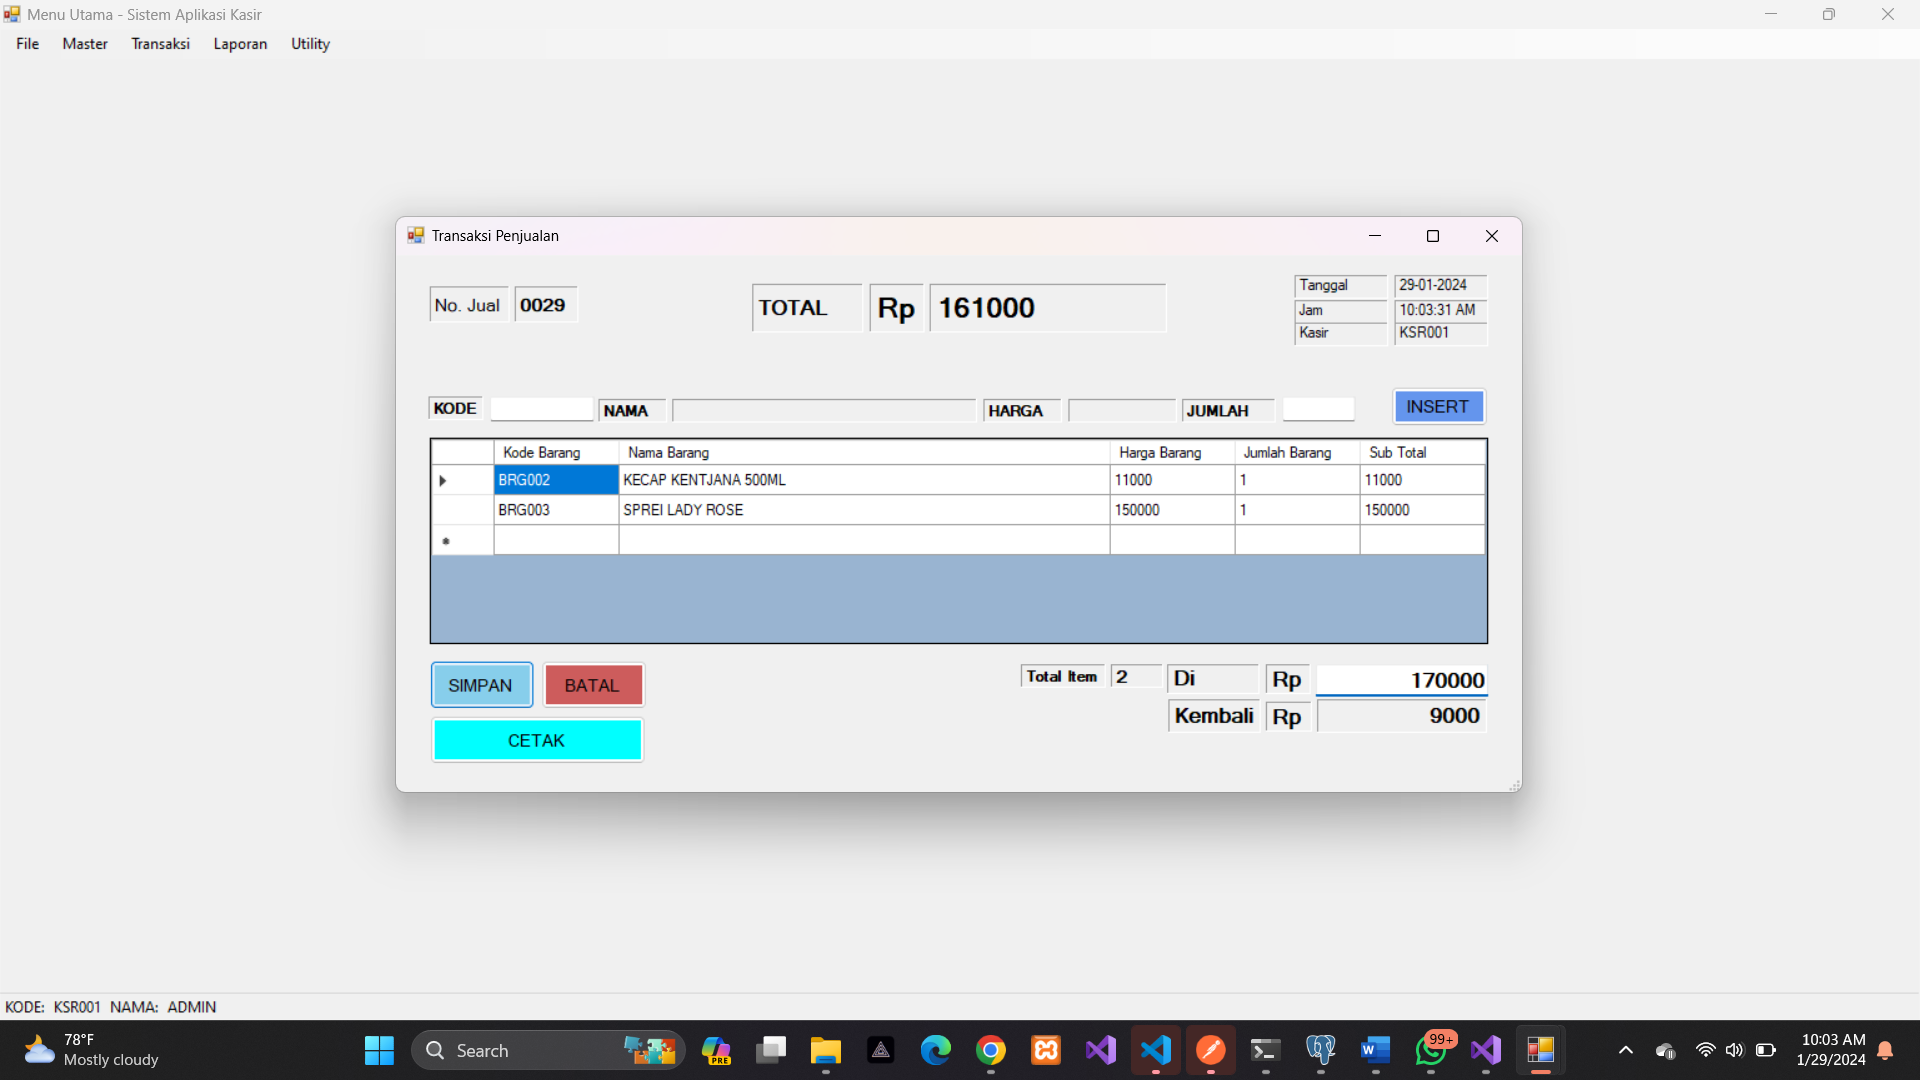 Menu Utama - Sistem Aplikasi Kasir
File Master Transaksi Laporan Utility
Transaksi Penjualan
No. Jual 0029
TOTAL Rp 161000
Tanggal 29-01-2024
Jam 10:03:31 AM
Kasir KSR001
KODE NAMA HARGA JUMLAH INSERT
Kode Barang Nama Barang Harga Barang Jumlah Barang Sub Total
BRG002 KECAP KENTJANA 500ML 11000 1 11000
BRG003 SPREI LADY ROSE 150000 1 150000
SIMPAN BATAL Total Item 2 Di Rp 170000
Kembali Rp 9000
CETAK
KODE: KSR001 NAMA: ADMIN
78°F
Mostly cloudy
Search
PRE
99+
10:03 AM
1/29/2024